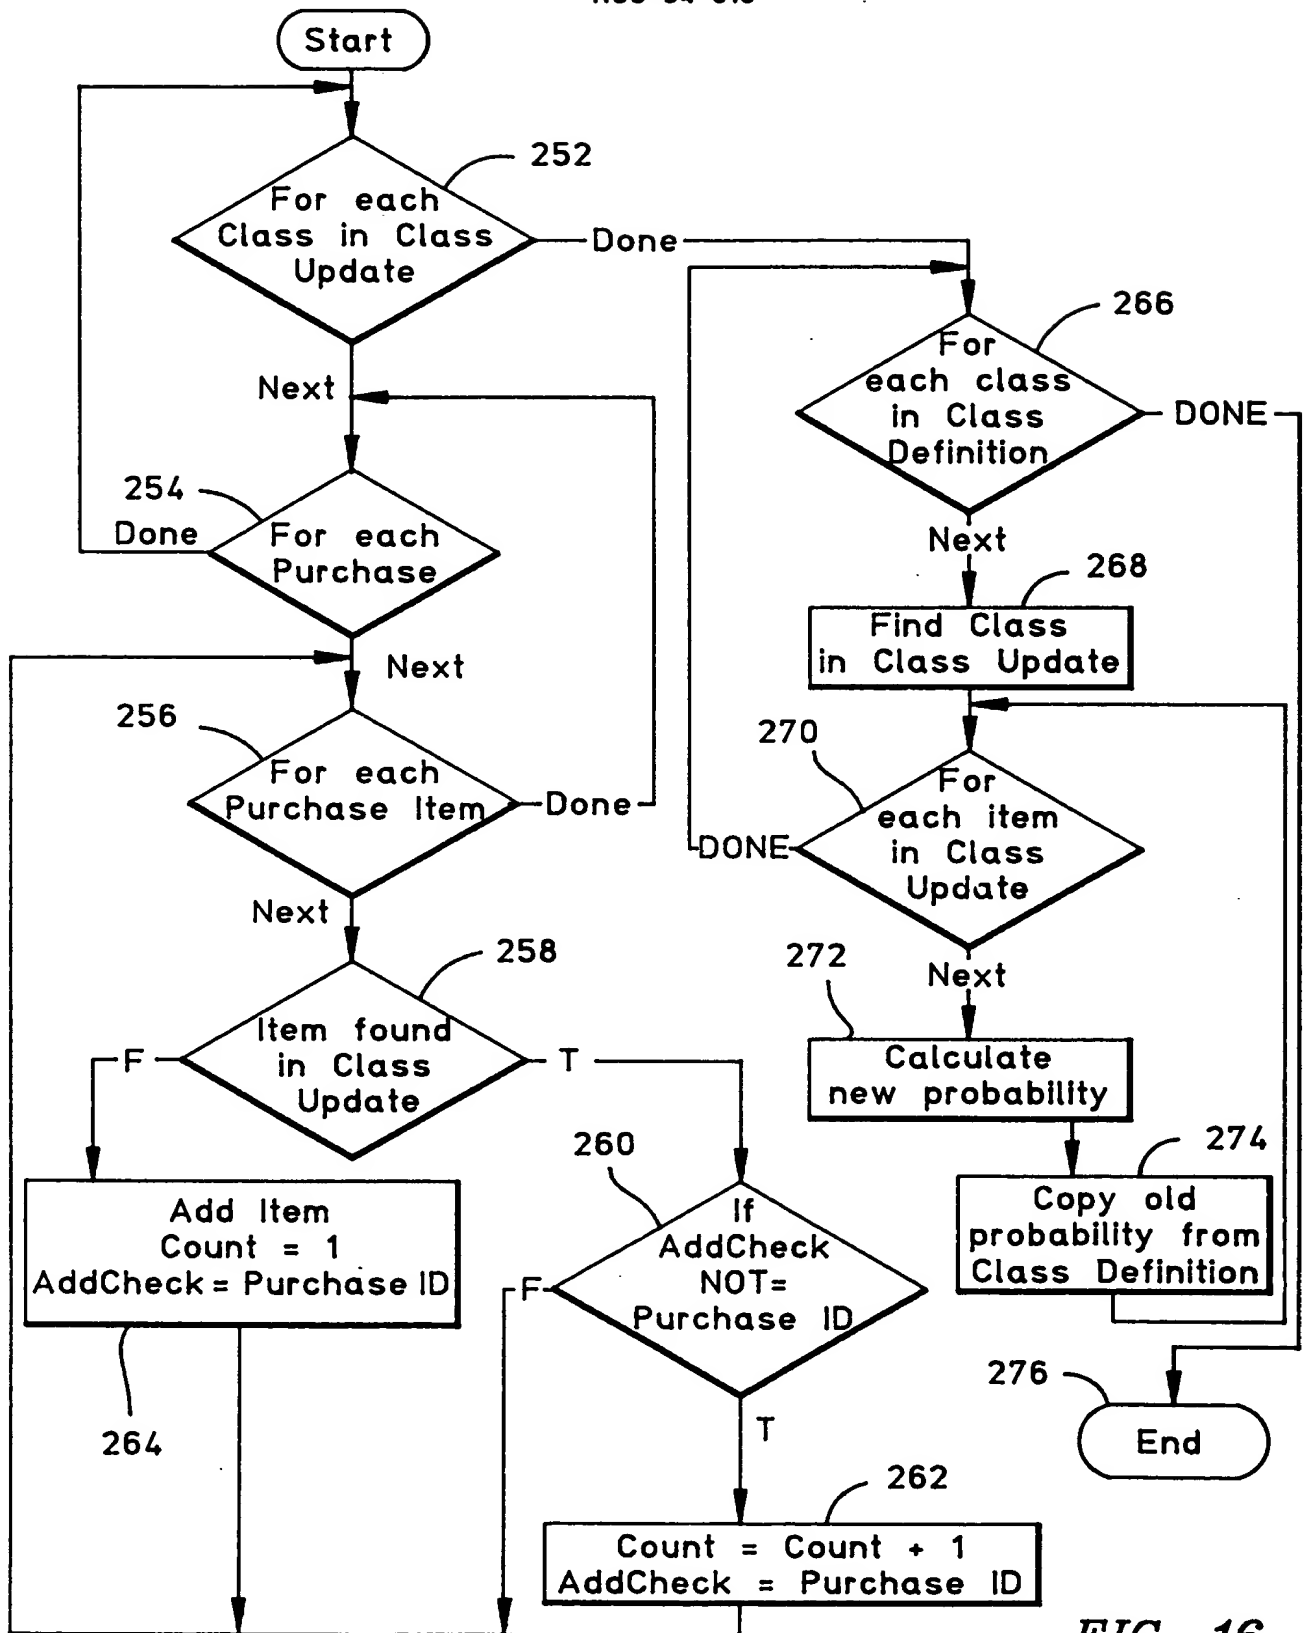 Start
252
For each
Class in Class
Update
Done
Next
266
For
each class
in Class
Definition
DONE
254
Done
For each
Purchase
Next
268
Find Class
in Class Update
Next
256
For each
Purchase Item
Done
270
For
each item
in Class
Update
DONE
Next
258
Item found
in Class
Update
F
T
272
Next
Calculate
new probability
260
If
AddCheck
NOT=
Purchase ID
F
T
274
Copy old
probability from
Class Definition
Add Item
Count = 1
AddCheck = Purchase ID
264
276
End
262
Count = Count + 1
AddCheck = Purchase ID
FIG. 16